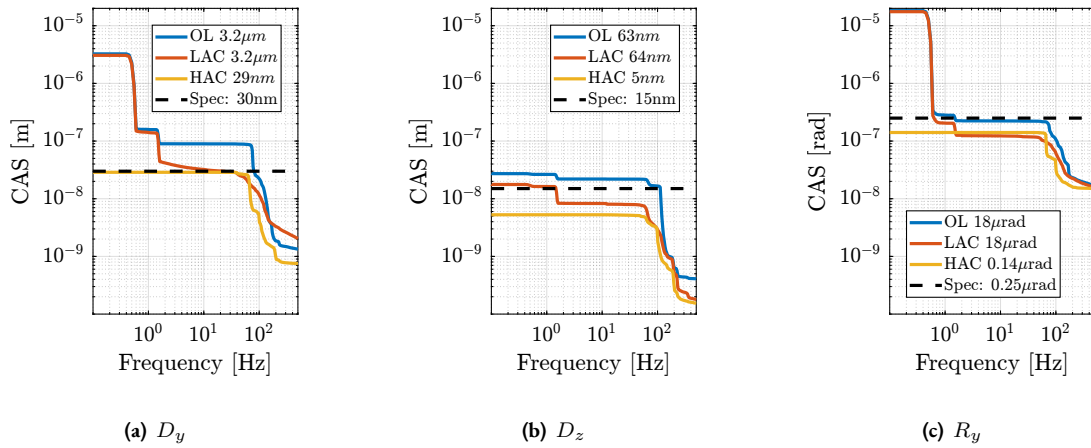 10^{-5}
10^{-6}
10^{-7}
10^{-8}
10^{-9}
CAS [m]
OL 3.2μm
LAC 3.2μm
HAC 29nm
Spec: 30nm
10^0 10^1 10^2
Frequency [Hz]
(a) D_y
10^{-5}
10^{-6}
10^{-7}
10^{-8}
10^{-9}
CAS [m]
OL 63nm
LAC 64nm
HAC 5nm
Spec: 15nm
10^0 10^1 10^2
Frequency [Hz]
(b) D_z
10^{-5}
10^{-6}
10^{-7}
10^{-8}
10^{-9}
CAS [rad]
OL 18μrad
LAC 18μrad
HAC 0.14μrad
Spec: 0.25μrad
10^0 10^1 10^2
Frequency [Hz]
(c) R_y